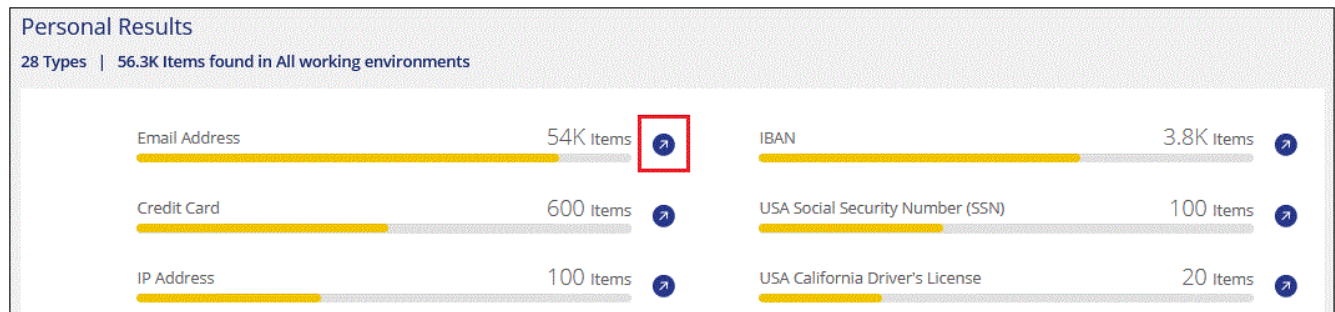 Personal Results
28 Types | 56.3K Items found in All working environments
Email Address 54K Items
IBAN 3.8K Items
Credit Card 600 Items
USA Social Security Number (SSN) 100 Items
IP Address 100 Items
USA California Driver's License 20 Items